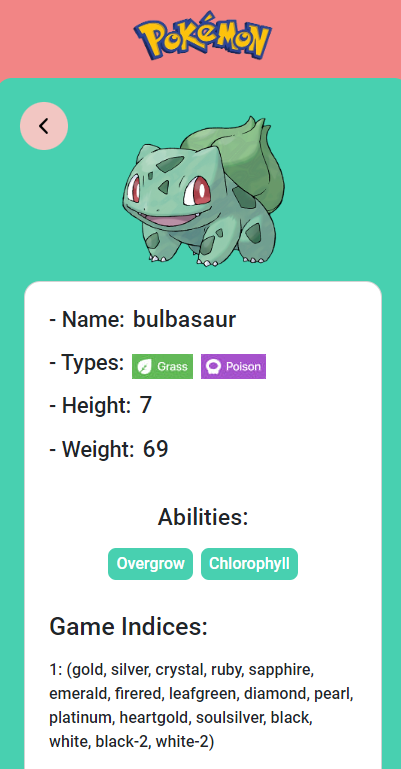 POKéMON
- Name: bulbasaur
- Types: Grass Poison
- Height: 7
- Weight: 69
Abilities:
Overgrow Chlorophyll
Game Indices:
1: (gold, silver, crystal, ruby, sapphire,
emerald, firered, leafgreen, diamond, pearl,
platinum, heartgold, soulsilver, black,
white, black-2, white-2)